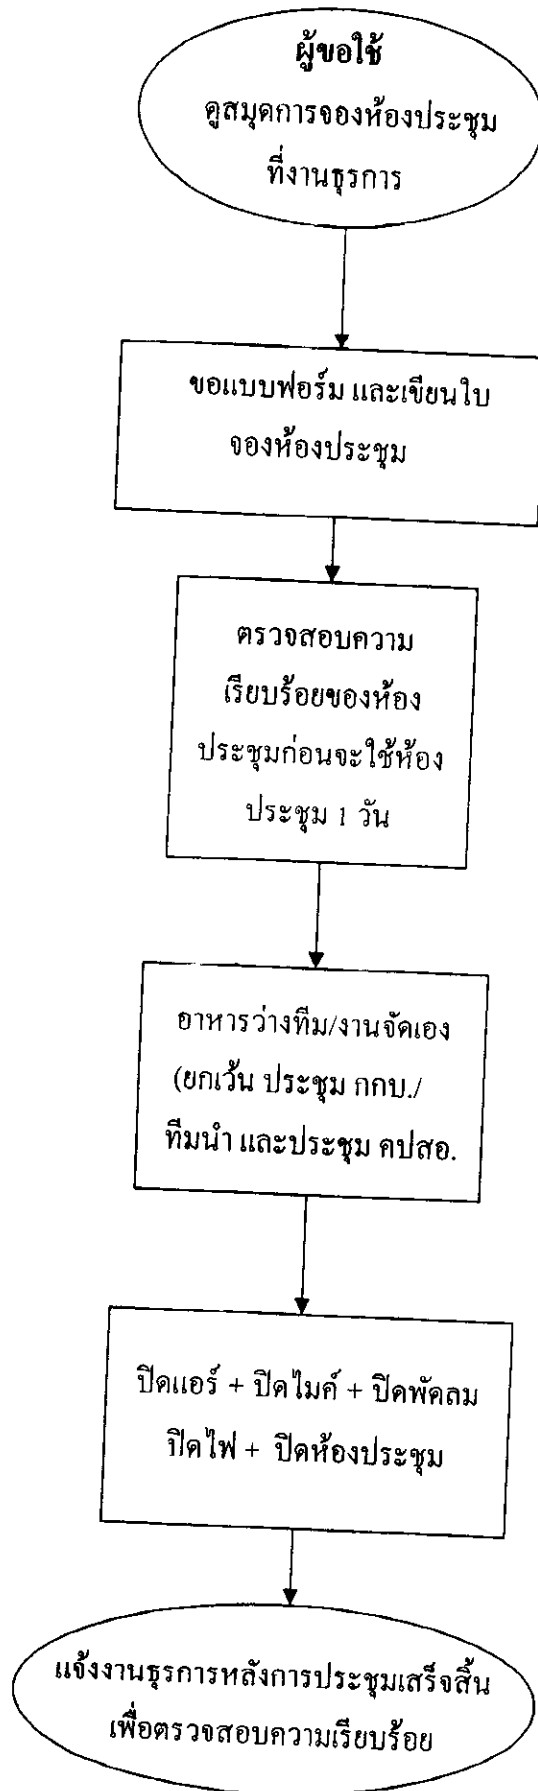 ผู้ขอใช้
ดูสมุดการจองห้องประชุม
ที่งานธุรการ
ขอแบบฟอร์ม และเขียนใบ
จองห้องประชุม
ตรวจสอบความ
เรียบร้อยของห้อง
ประชุมก่อนจะใช้ห้อง
ประชุม 1 วัน
อาหารว่างทีม/งานจัดเอง
(ยกเว้น ประชุม กกบ./
ทีมนำ และประชุม คปสอ.
ปิดแอร์ + ปิดไมค์ + ปิดพัดลม
ปิดไฟ + ปิดห้องประชุม
แจ้งงานธุรการหลังการประชุมเสร็จสิ้น
เพื่อตรวจสอบความเรียบร้อย